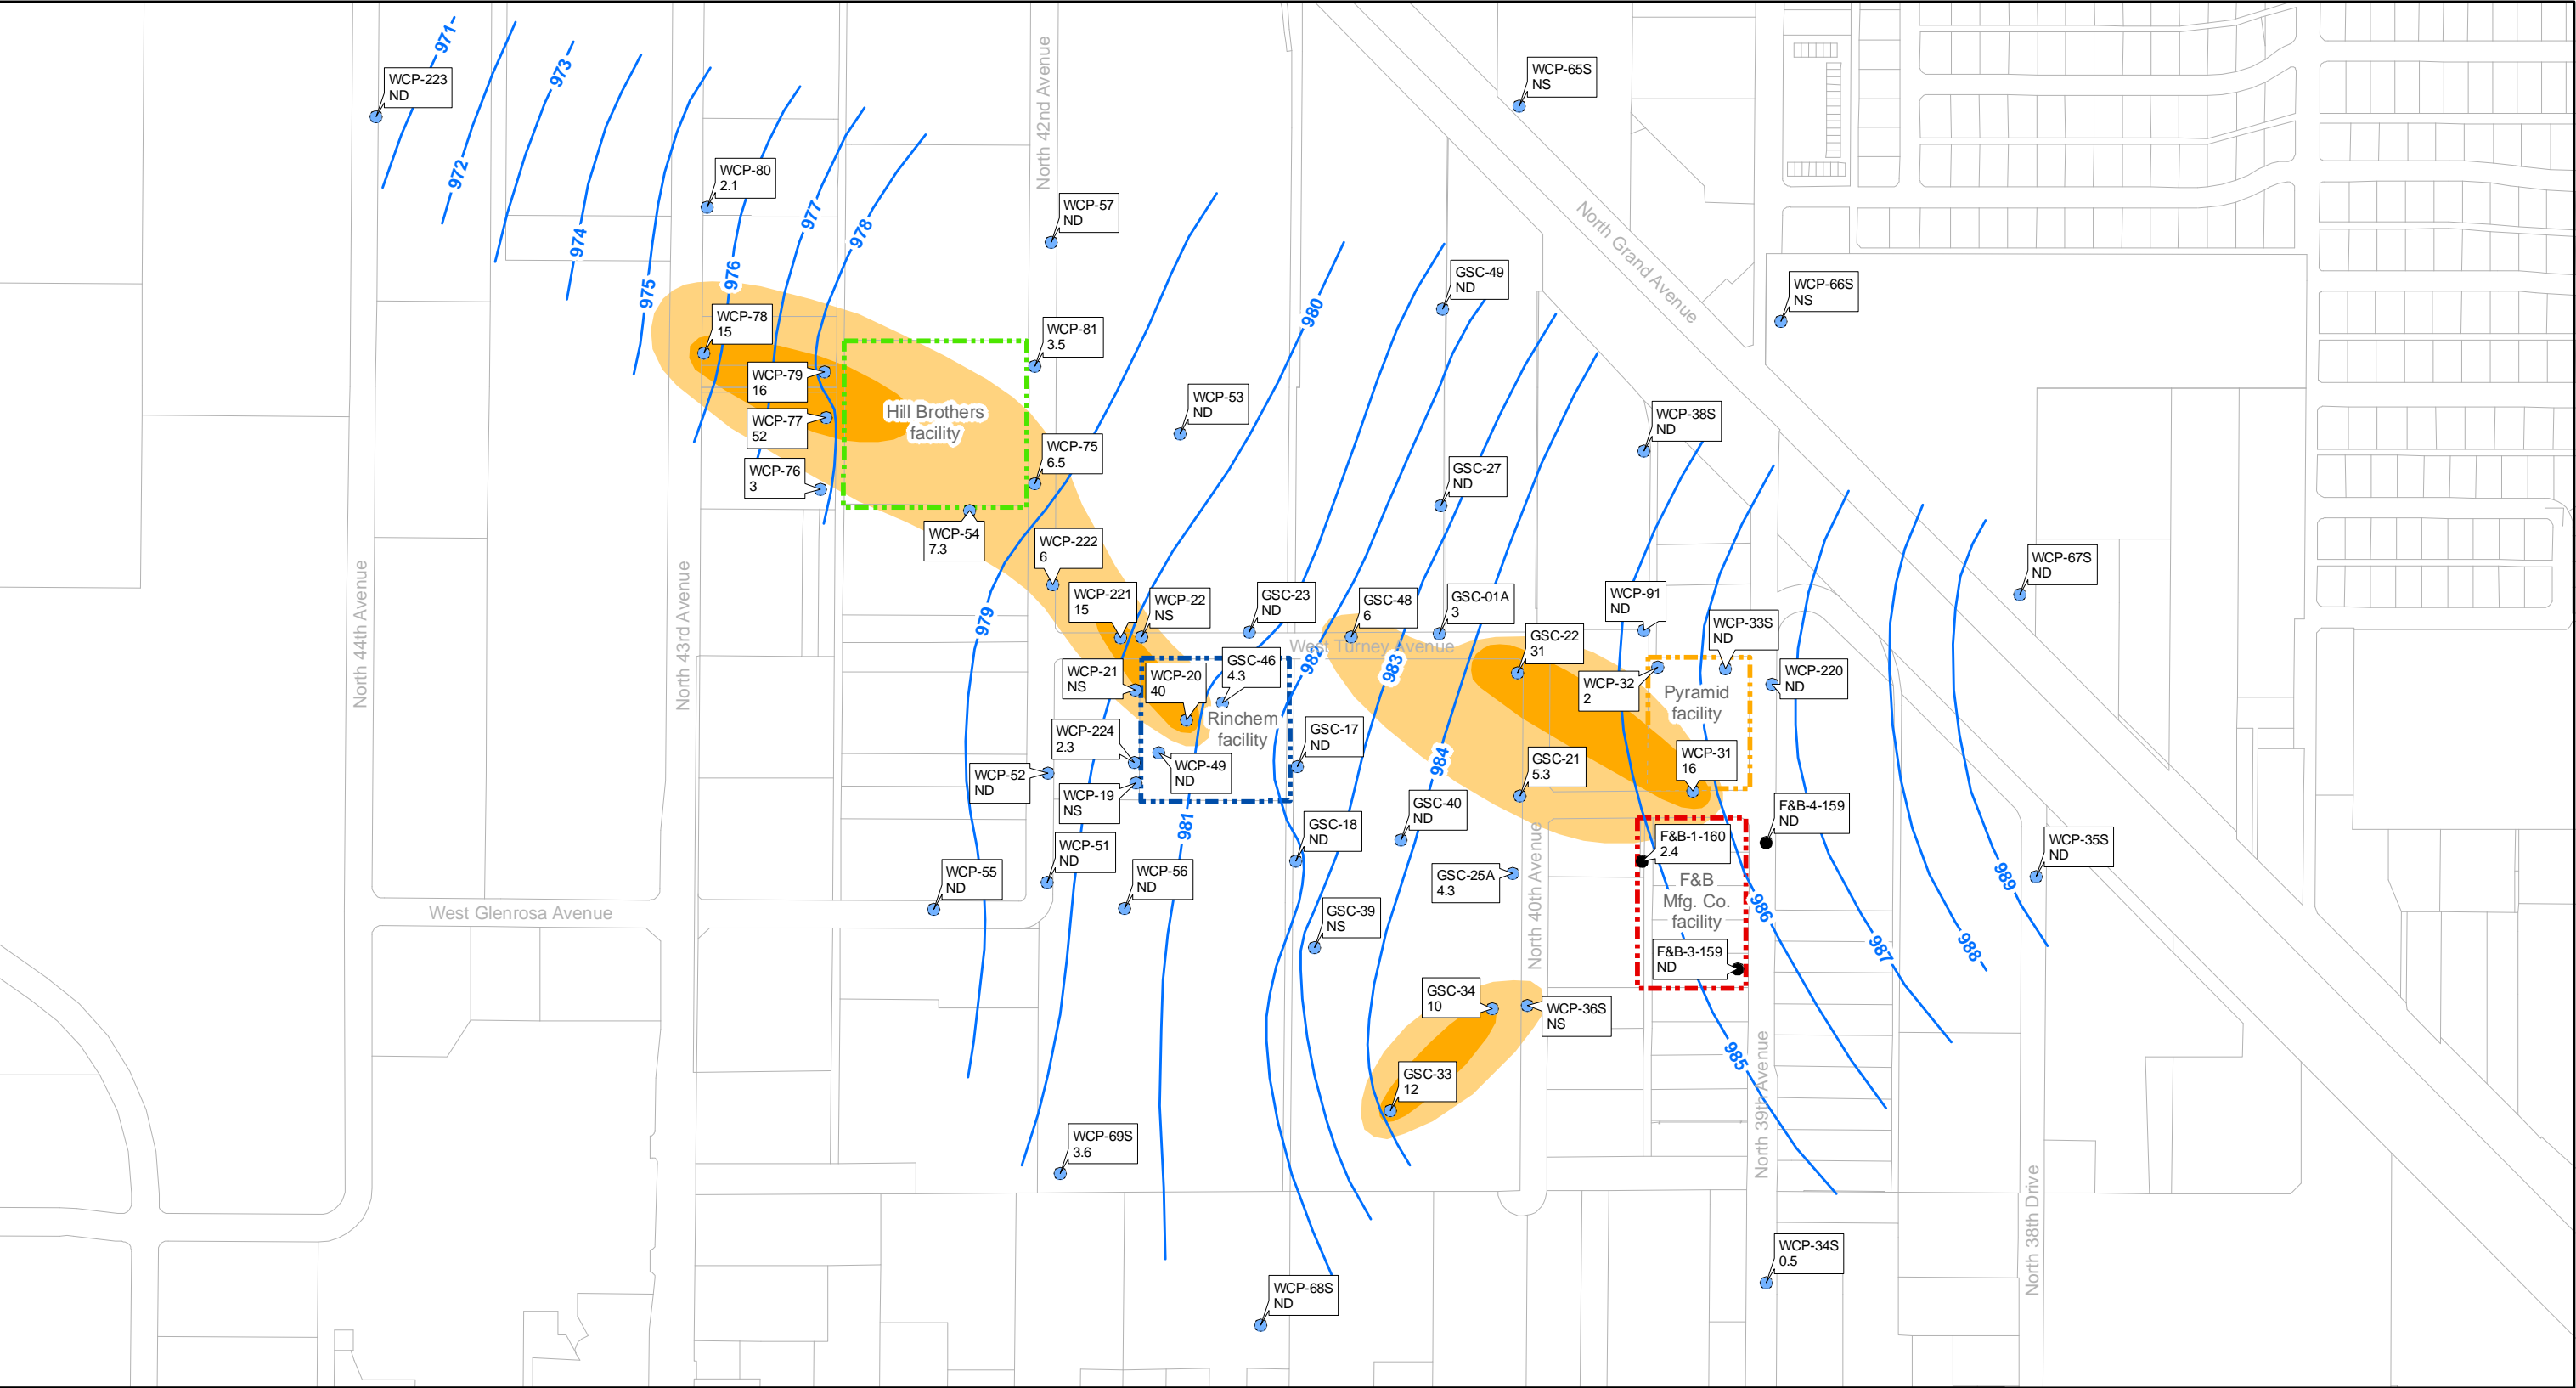 971
WCP-223
ND
972
973
974
975
976
977
978
WCP-80
2.1
North 42nd Avenue
WCP-57
ND
WCP-65S
NS
North Grand Avenue
WCP-66S
NS
GSC-49
ND
980
WCP-78
15
WCP-79
16
WCP-77
52
WCP-76
3
Hill Brothers
facility
WCP-81
3.5
WCP-53
ND
WCP-75
6.5
WCP-38S
ND
GSC-27
ND
WCP-54
7.3
WCP-222
6
WCP-67S
ND
North 44th Avenue
North 43rd Avenue
979
WCP-221
15
WCP-22
NS
GSC-23
ND
GSC-48
6
GSC-01A
3
WCP-91
ND
WCP-33S
ND
West Turney Avenue
GSC-22
31
982
983
WCP-21
NS
WCP-20
40
GSC-46
4.3
Rinchem
facility
WCP-32
2
Pyramid
facility
WCP-220
ND
WCP-224
2.3
WCP-49
ND
GSC-17
ND
984
GSC-21
5.3
WCP-31
16
WCP-52
ND
WCP-19
NS
981
GSC-18
ND
GSC-40
ND
F&B-4-159
ND
F&B-1-160
2.4
WCP-35S
ND
WCP-51
ND
WCP-55
ND
WCP-56
ND
GSC-25A
4.3
North 40th Avenue
F&B
Mfg. Co.
facility
986
987
988
989
West Glenrosa Avenue
GSC-39
NS
F&B-3-159
ND
GSC-34
10
WCP-36S
NS
985
GSC-33
12
North 39th Avenue
WCP-69S
3.6
North 38th Drive
WCP-34S
0.5
WCP-68S
ND